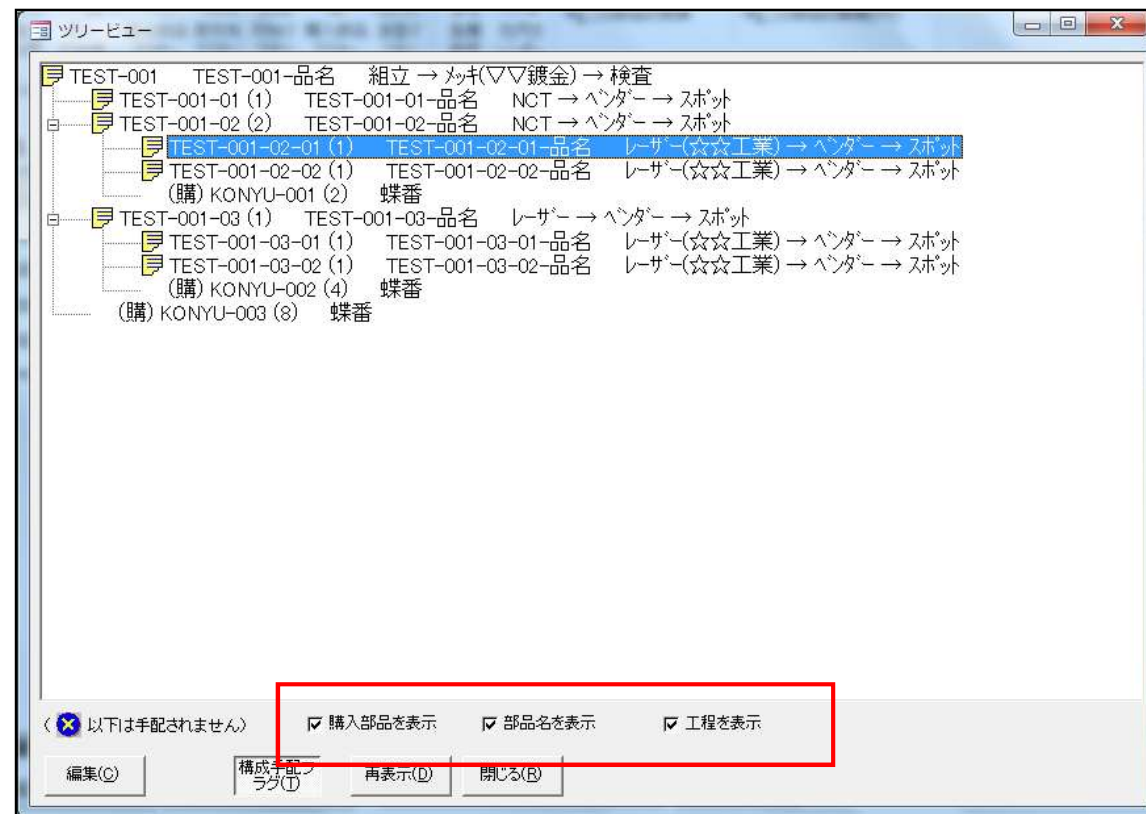 ツリービュー
TEST-001 TEST-001-品名 組立 → メッキ(▽▽鍍金) → 検査
TEST-001-01 (1) TEST-001-01-品名 NCT → ベンダー → スポット
TEST-001-02 (2) TEST-001-02-品名 NCT → ベンダー → スポット
TEST-001-02-01 (1) TEST-001-02-01-品名 レーザー(☆☆工業) → ベンダー → スポット
TEST-001-02-02 (1) TEST-001-02-02-品名 レーザー(☆☆工業) → ベンダー → スポット
(購) KONYU-001 (2) 蝶番
TEST-001-03 (1) TEST-001-03-品名 レーザー → ベンダー → スポット
TEST-001-03-01 (1) TEST-001-03-01-品名 レーザー(☆☆工業) → ベンダー → スポット
TEST-001-03-02 (1) TEST-001-03-02-品名 レーザー(☆☆工業) → ベンダー → スポット
(購) KONYU-002 (4) 蝶番
(購) KONYU-003 (8) 蝶番
( 以下は手配されません) 購入部品を表示 部品名を表示 工程を表示
編集(C) 構成手配フラグ(T) 再表示(D) 閉じる(R)